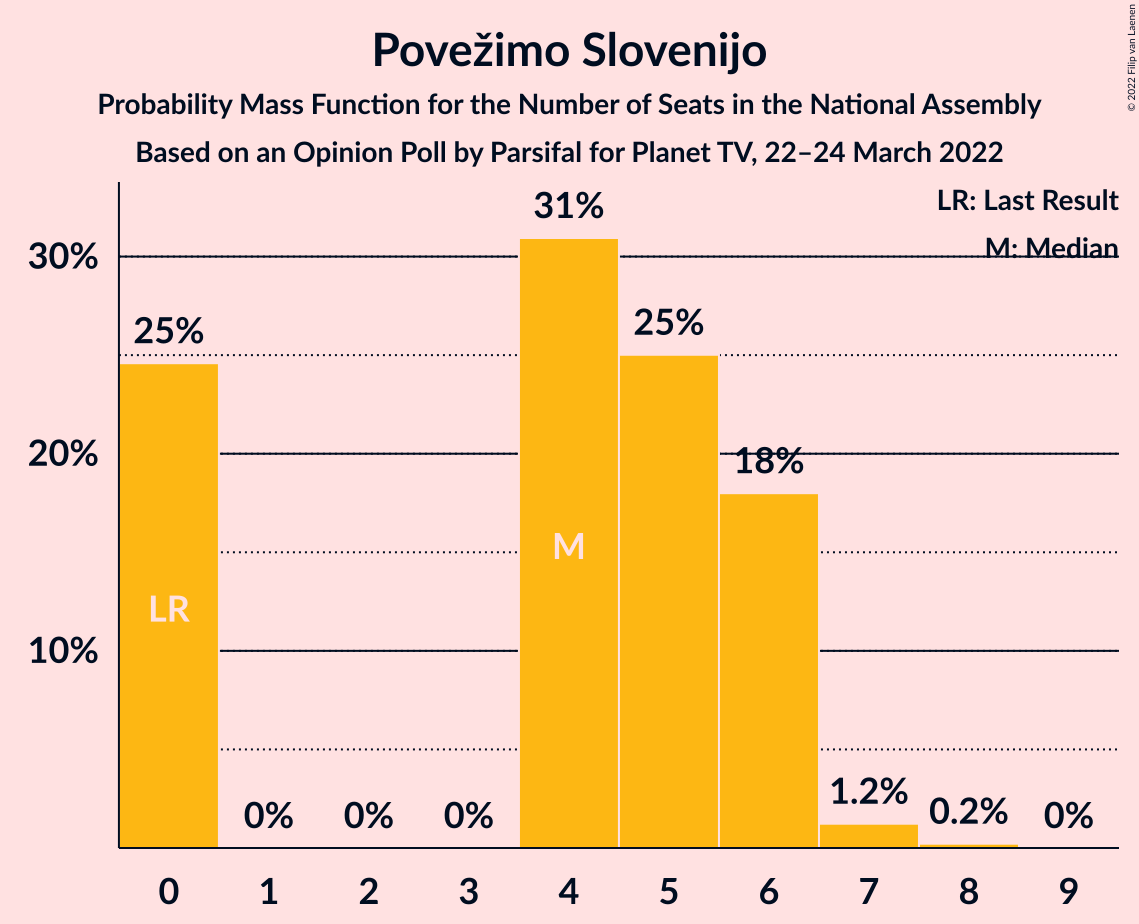 Povežimo Slovenijo
Probability Mass Function for the Number of Seats in the National Assembly
Based on an Opinion Poll by Parsifal for Planet TV, 22–24 March 2022
© 2022 Filip van Laenen
LR: Last Result
M: Median
30%
20%
10%
25%
0%
0%
0%
31%
25%
18%
1.2%
0.2%
0%
LR
M
0 1 2 3 4 5 6 7 8 9